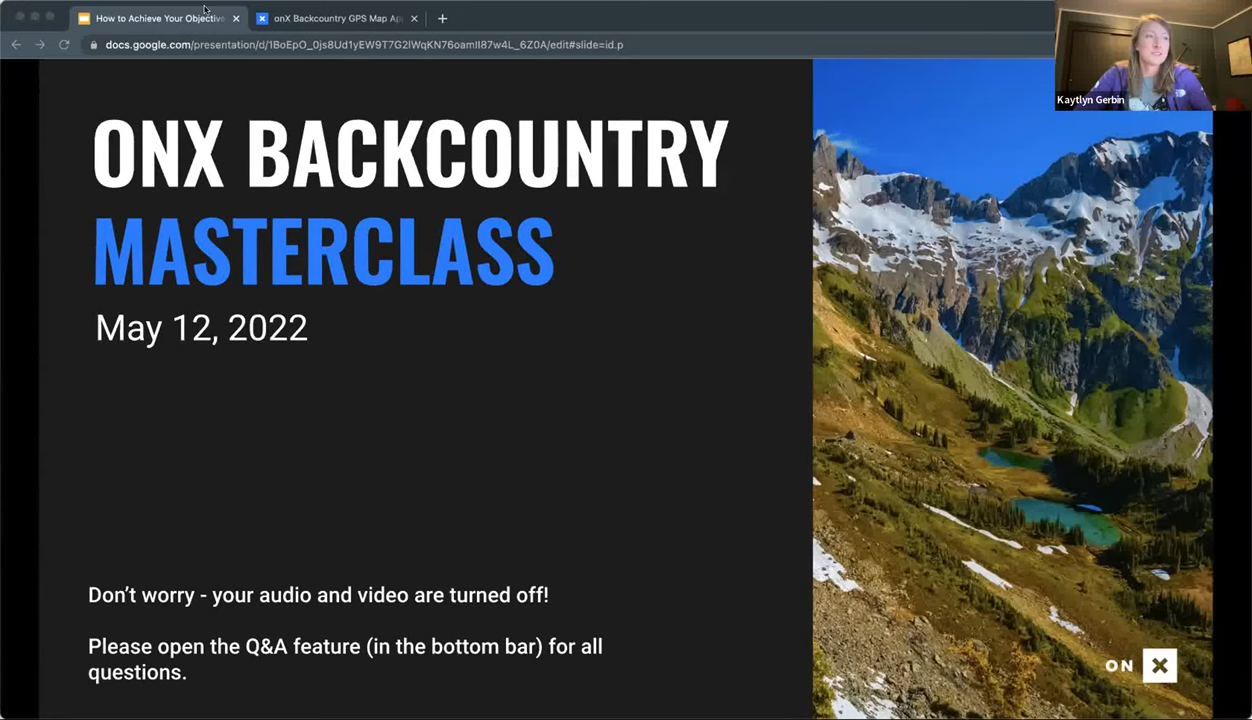 How to Achieve Your Objective
onX Backcountry GPS Map Ap
docs.google.com/presentation/d/1BoEpO_0js8Ud1yEW9T7G2lWqKN76oamlI87w4L_6Z0A/edit#slide=id.p
Kaytlyn Gerbin
ONX BACKCOUNTRY
MASTERCLASS
May 12, 2022
Don't worry - your audio and video are turned off!
Please open the Q&A feature (in the bottom bar) for all
questions.
ON X